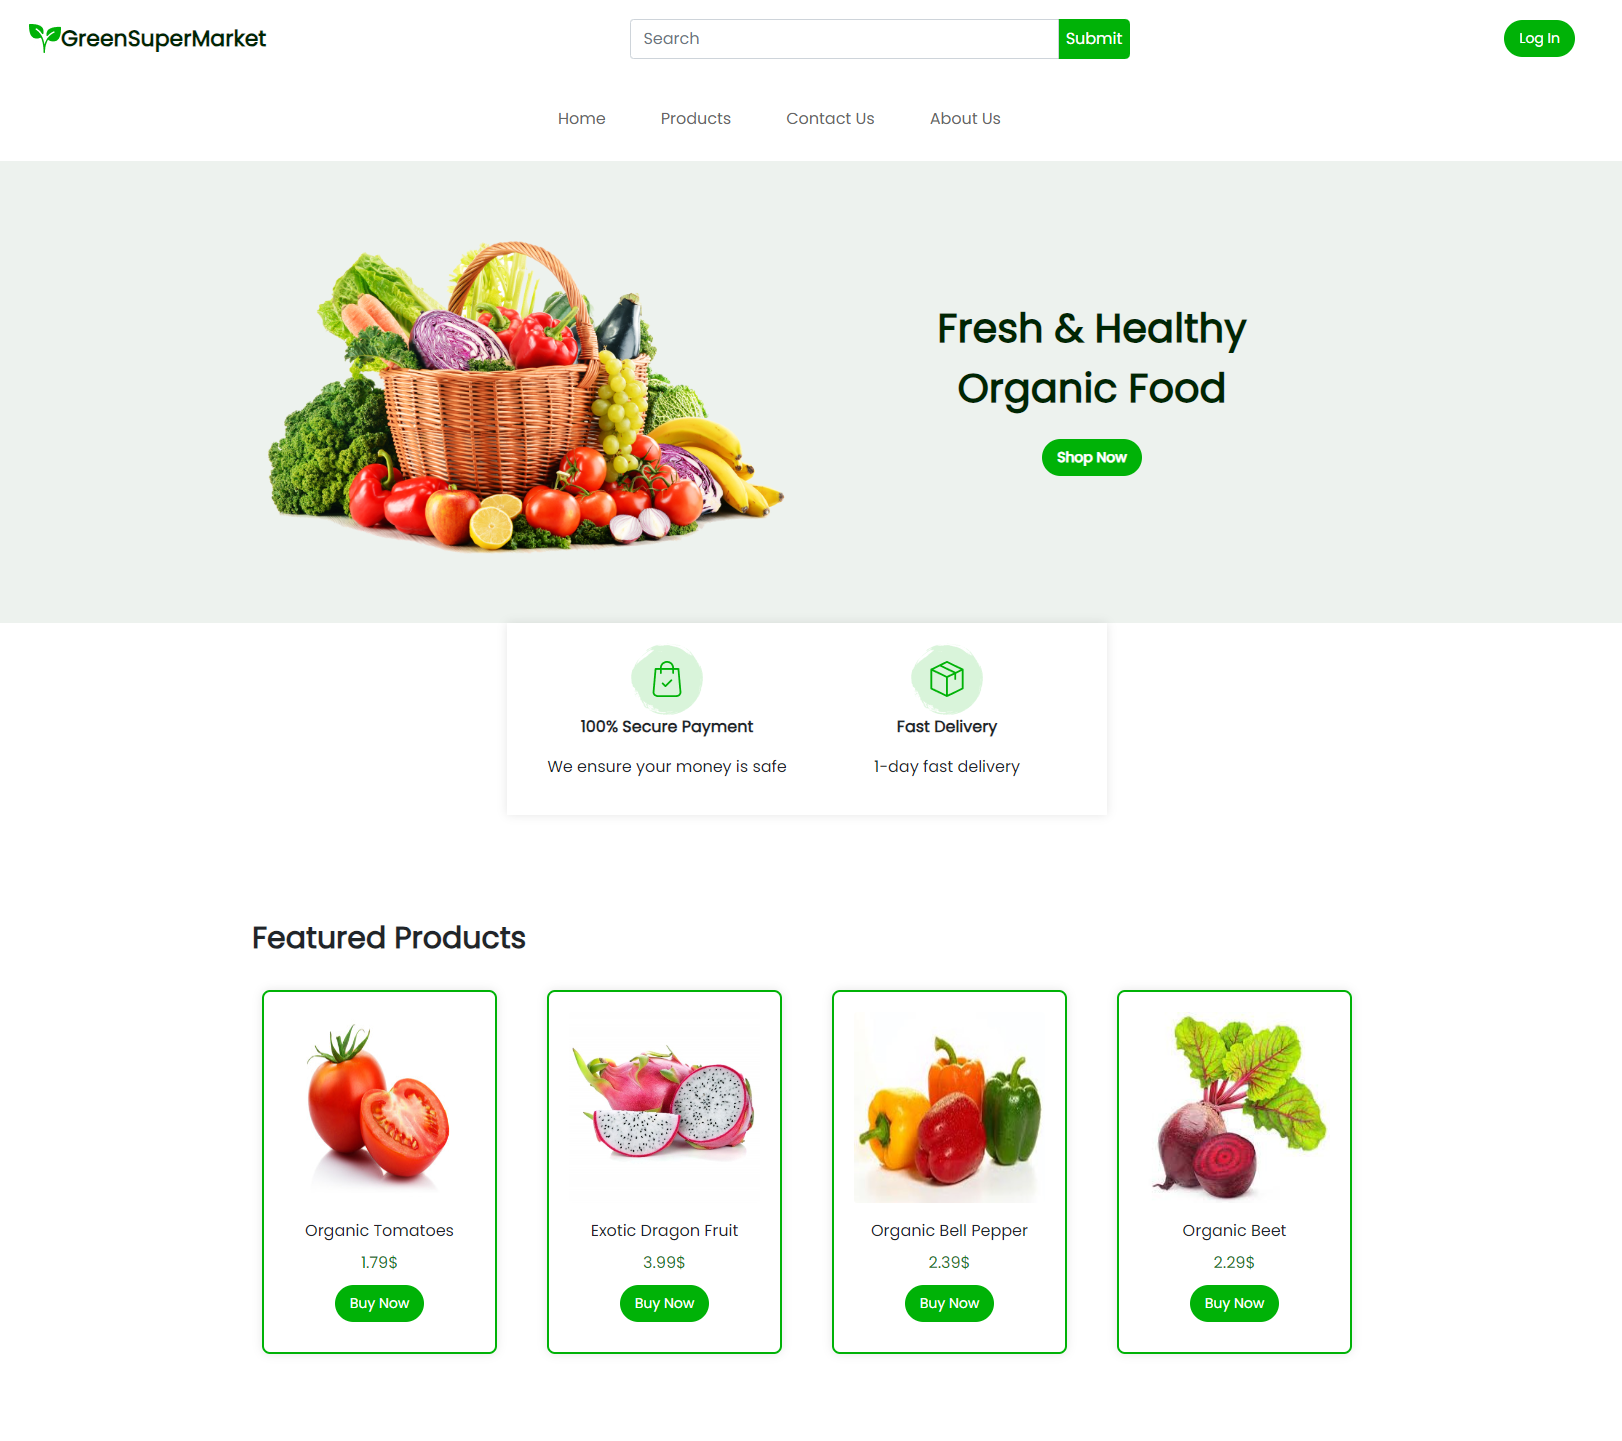 GreenSuperMarket
Search
Submit
Log In
Home
Products
Contact Us
About Us
Fresh & Healthy
Organic Food
Shop Now
100% Secure Payment
We ensure your money is safe
Fast Delivery
1-day fast delivery
Featured Products
Organic Tomatoes
1.79$
Buy Now
Exotic Dragon Fruit
3.99$
Buy Now
Organic Bell Pepper
2.39$
Buy Now
Organic Beet
2.29$
Buy Now